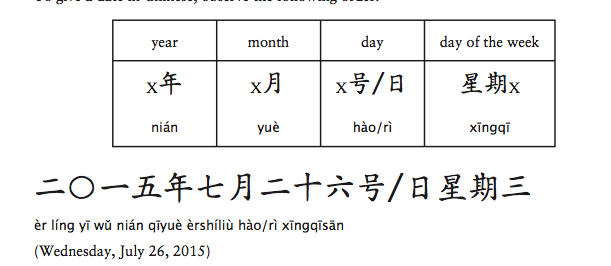 year month day day of the week
x年 x月 x号/日 星期x
nián yuè hào/rì xīngqī
二〇一五年七月二十六号/日星期三
èr líng yī wǔ nián qīyuè èrshíliù hào/rì xīngqīsān
(Wednesday, July 26, 2015)